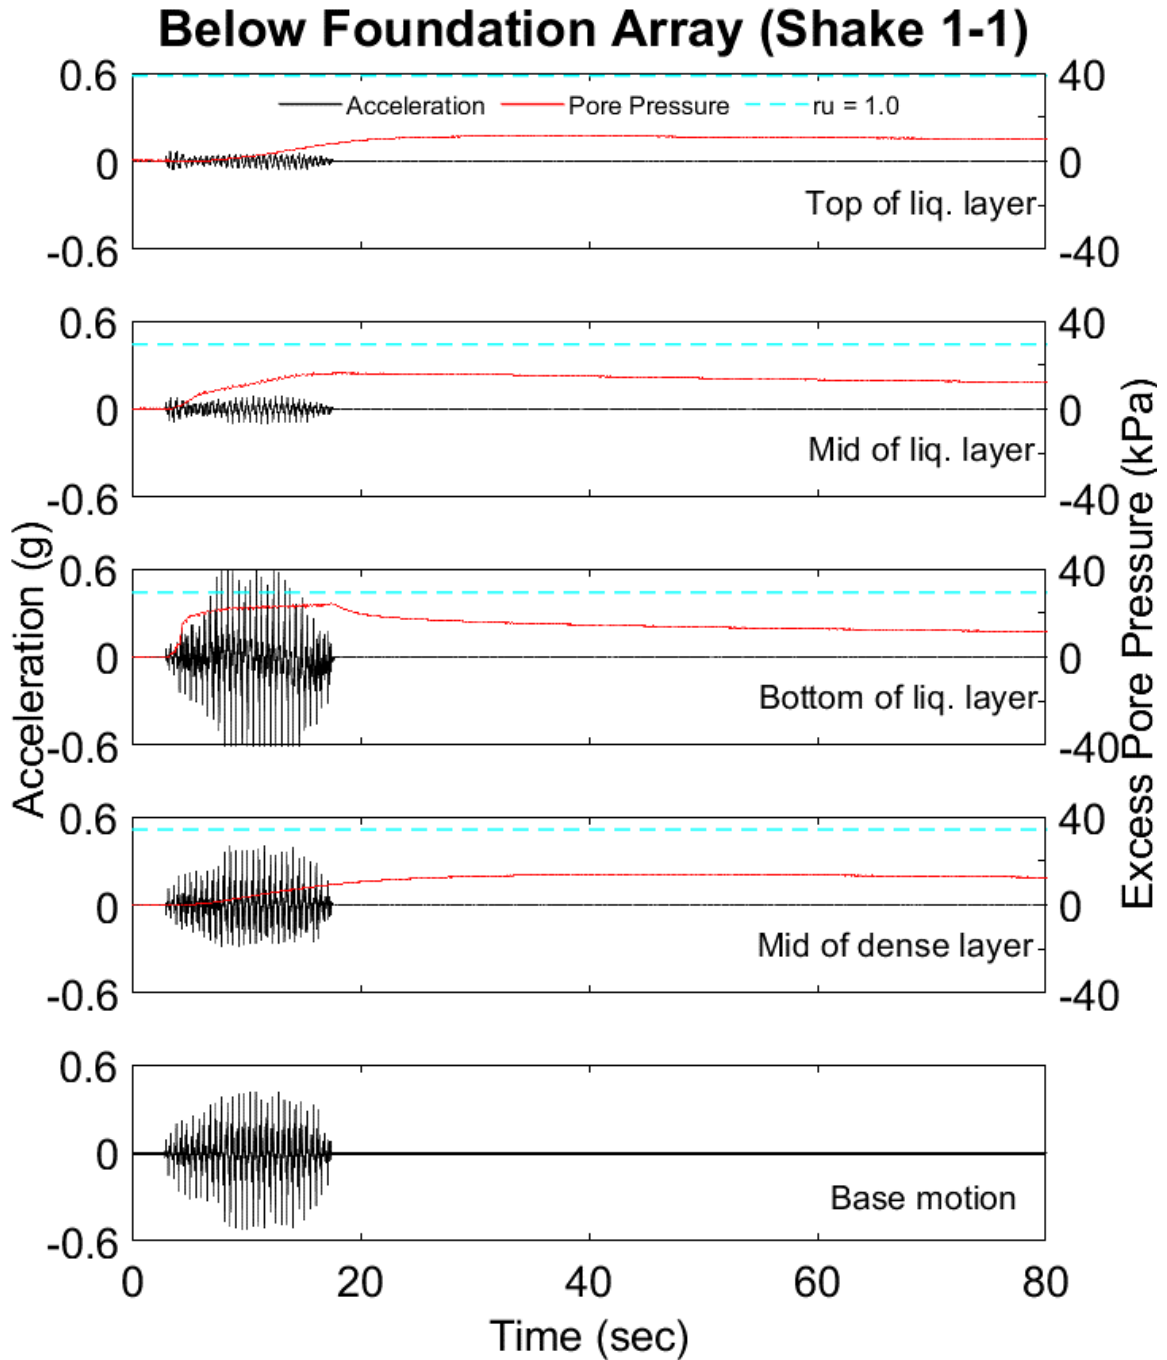 Below Foundation Array (Shake 1-1)
0.6 40
Acceleration Pore Pressure ru = 1.0
0 0
Top of liq. layer
-0.6 -40
0.6 40
0 0
Mid of liq. layer
-0.6 -40
0.6 40
0 0
Bottom of liq. layer
-0.6 -40
0.6 40
0 0
Mid of dense layer
-0.6 -40
0.6
0
Base motion
-0.6
0 20 40 60 80
Time (sec)
Acceleration (g)
Excess Pore Pressure (kPa)